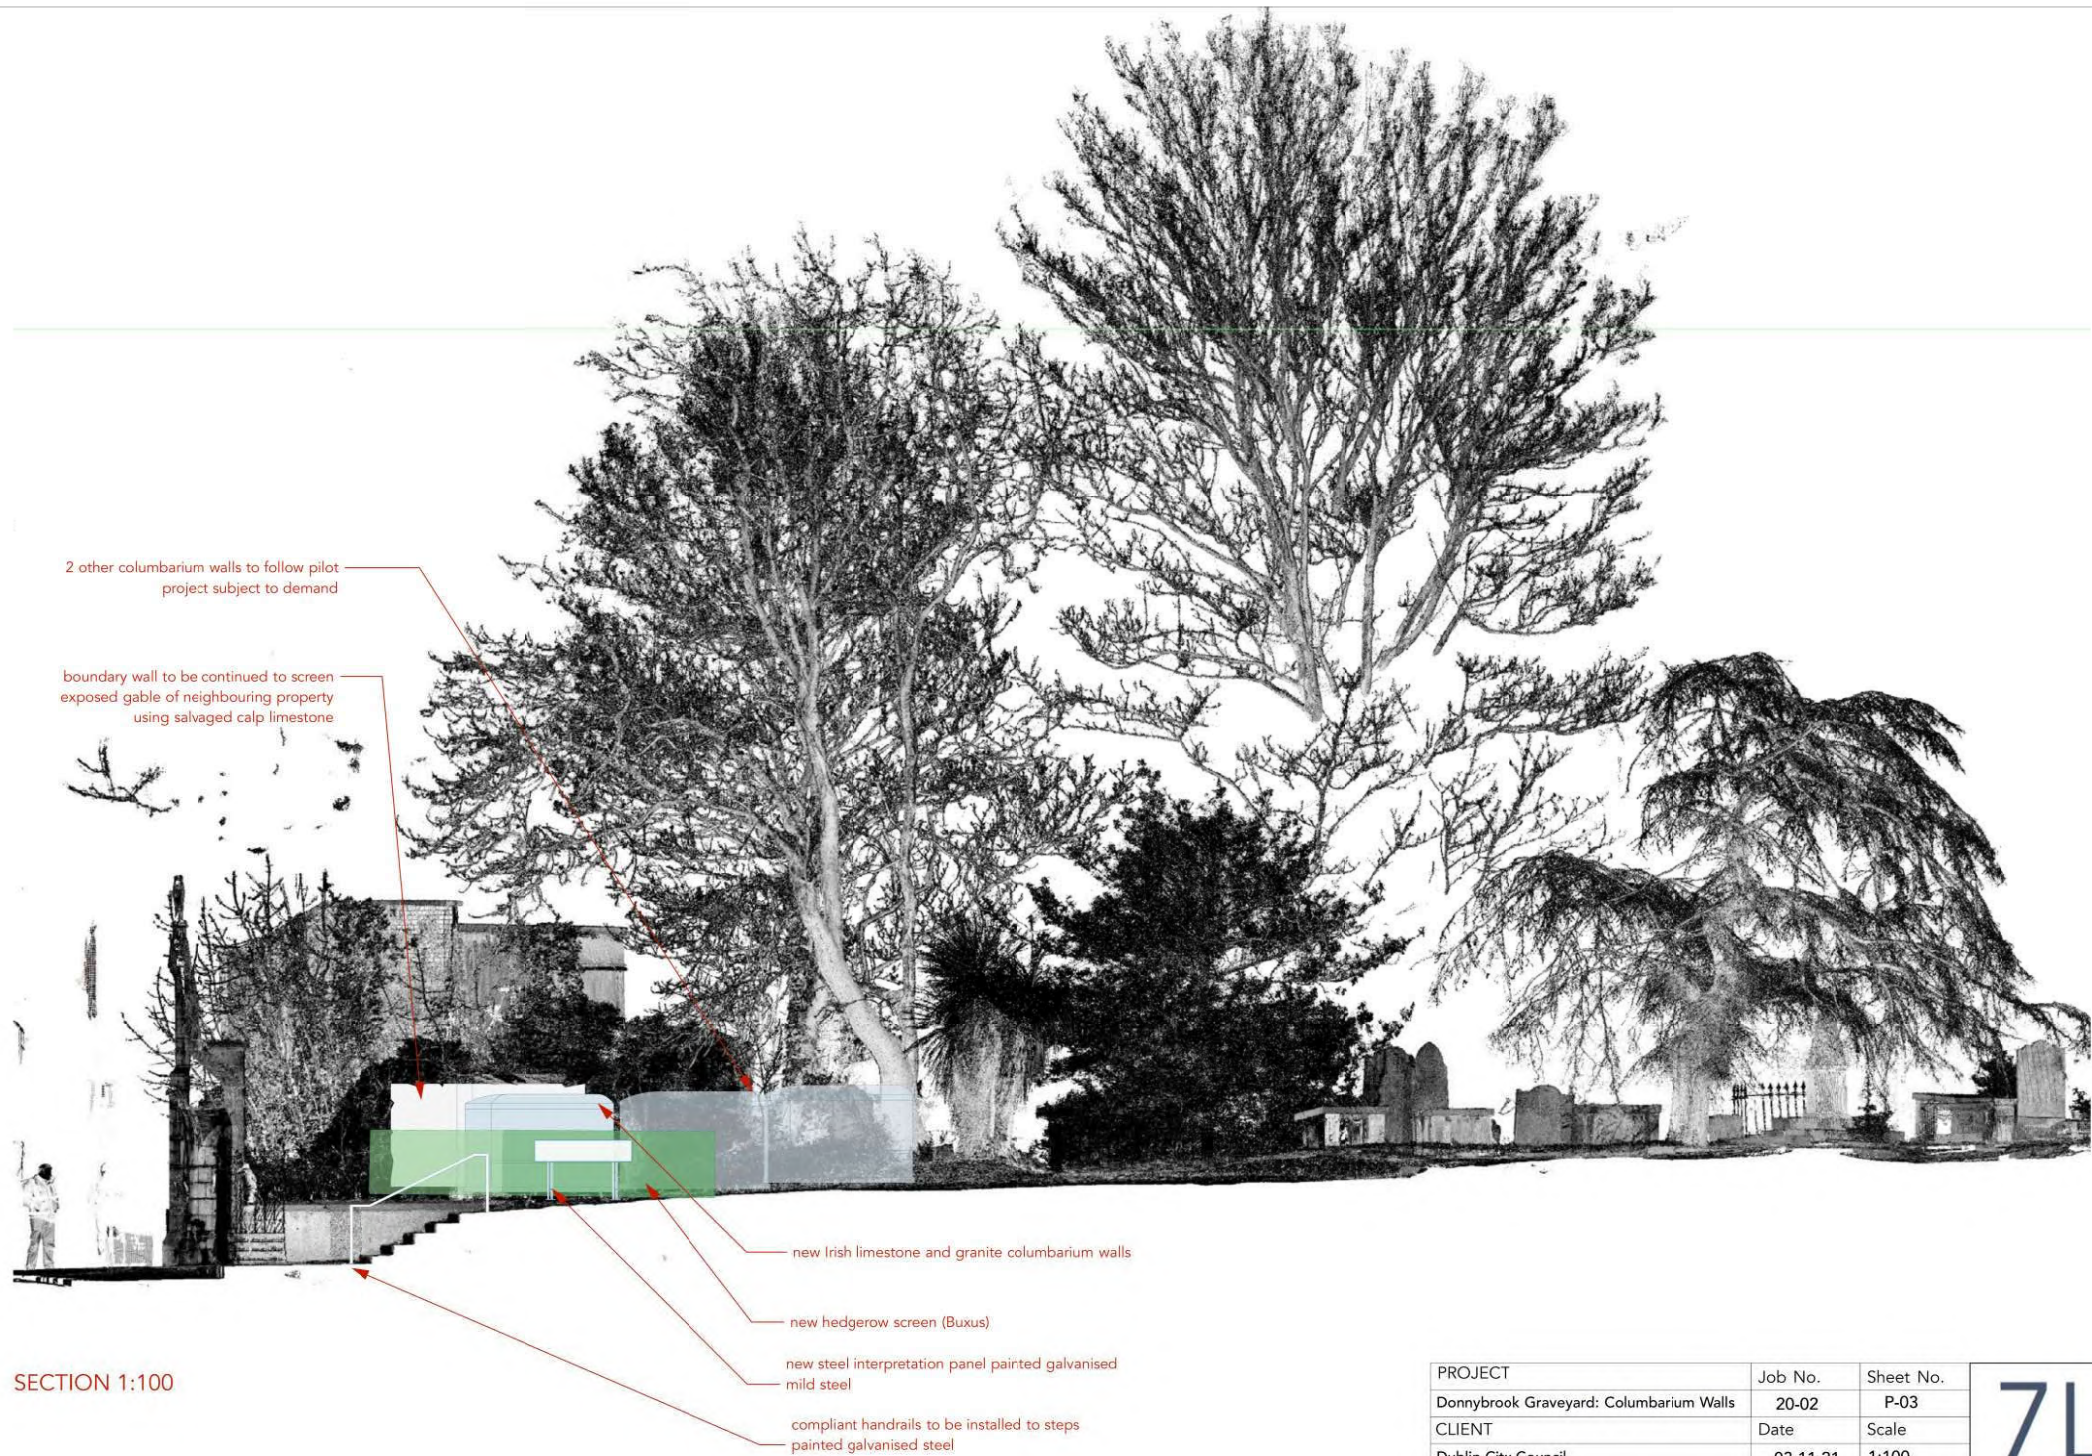 2 other columbarium walls to follow pilot
project subject to demand
boundary wall to be continued to screen
exposed gable of neighbouring property
using salvaged calp limestone
new Irish limestone and granite columbarium walls
new hedgerow screen (Buxus)
new steel interpretation panel painted galvanised
mild steel
compliant handrails to be installed to steps
painted galvanised steel
SECTION 1:100
PROJECT
Job No.
Sheet No.
Donnybrook Graveyard: Columbarium Walls
20-02
P-03
CLIENT
Date
Scale
Dublin City Council
1:100